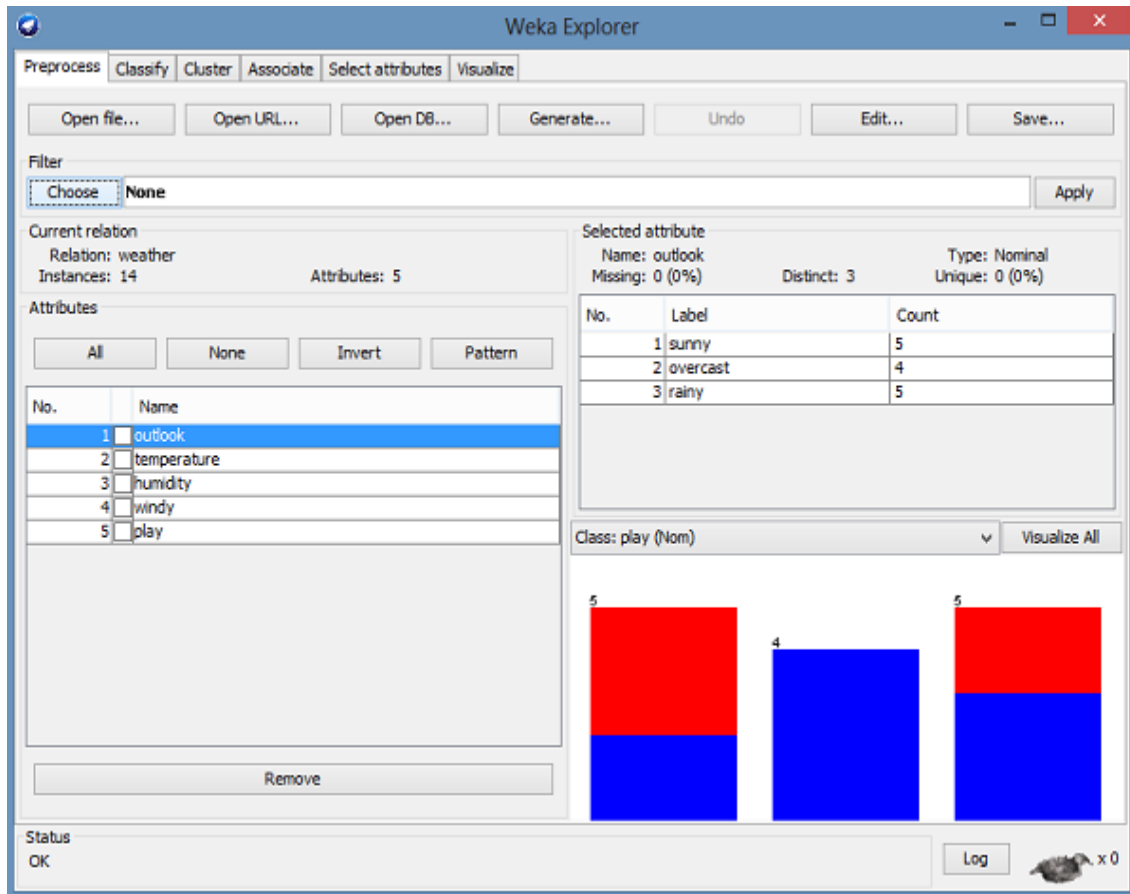 Weka Explorer
Preprocess Classify Cluster Associate Select attributes Visualize
Open file... Open URL... Open DB... Generate... Undo Edit... Save...
Filter
Choose None Apply
Current relation
Relation: weather
Instances: 14 Attributes: 5
Attributes
All None Invert Pattern
No. Name
1 outlook
2 temperature
3 humidity
4 windy
5 play
Remove
Selected attribute
Name: outlook Type: Nominal
Missing: 0 (0%) Distinct: 3 Unique: 0 (0%)
No. Label Count
1 sunny 5
2 overcast 4
3 rainy 5
Class: play (Nom) Visualize All
5 4 5
Status
OK
Log x 0